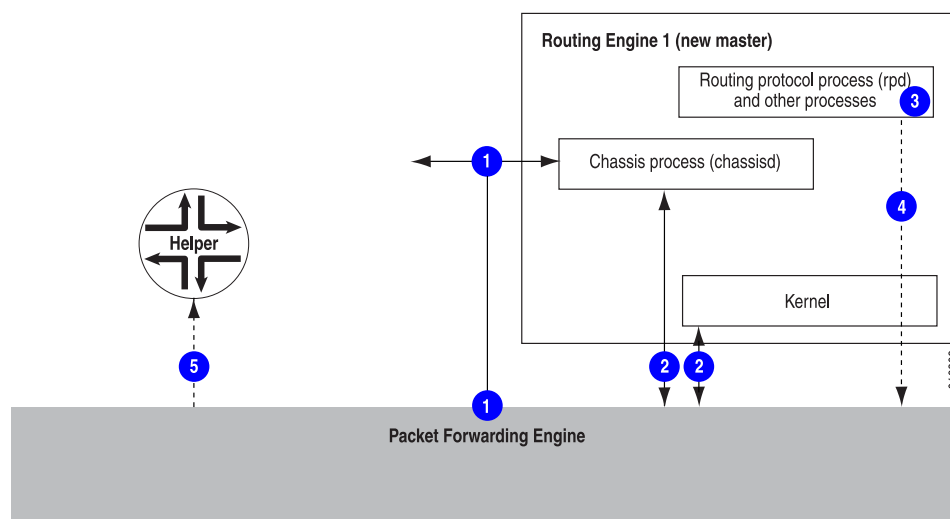 Routing Engine 1 (new master)
Routing protocol process (rpd)
and other processes
3
1
Chassis process (chassisd)
4
Helper
Kernel
5
2
2
1
Packet Forwarding Engine